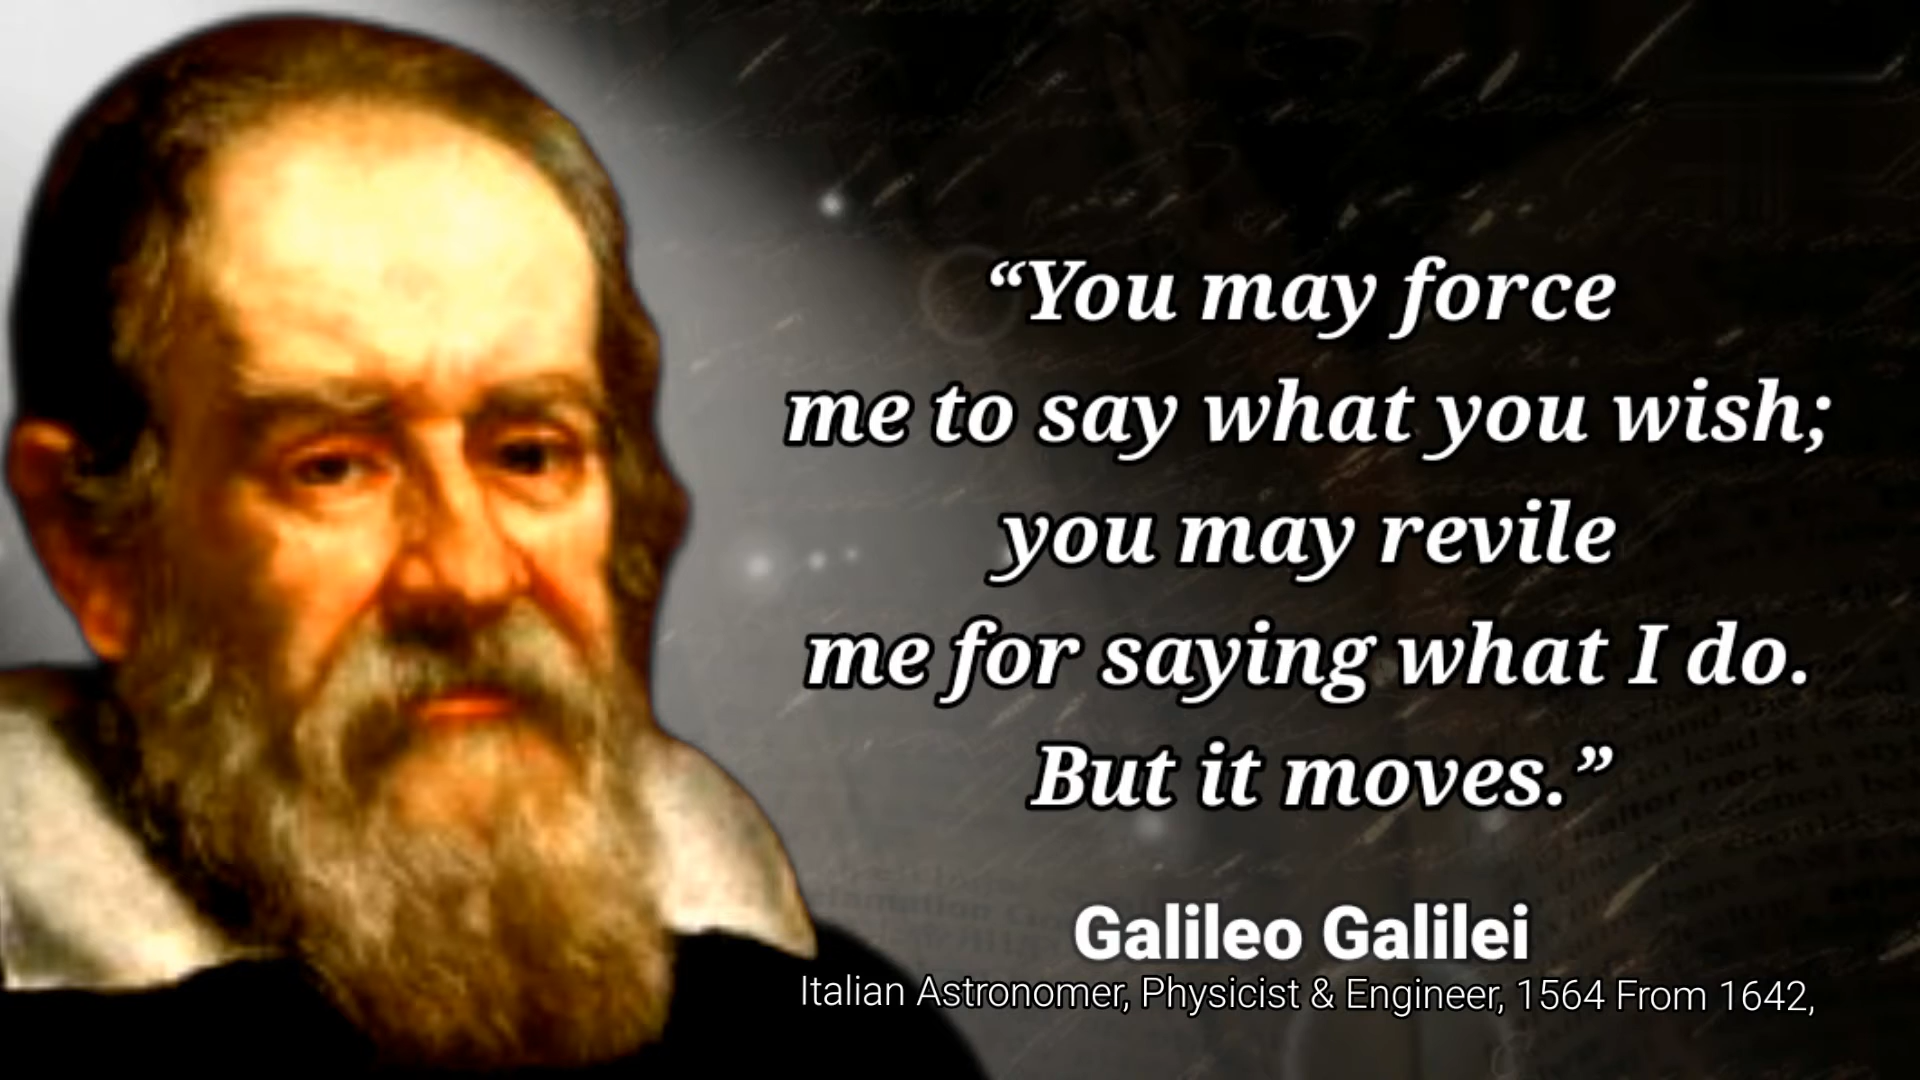 “You may force
me to say what you wish;
you may revile
me for saying what I do.
But it moves.”
Galileo Galilei
Italian Astronomer, Physicist & Engineer, 1564 From 1642,